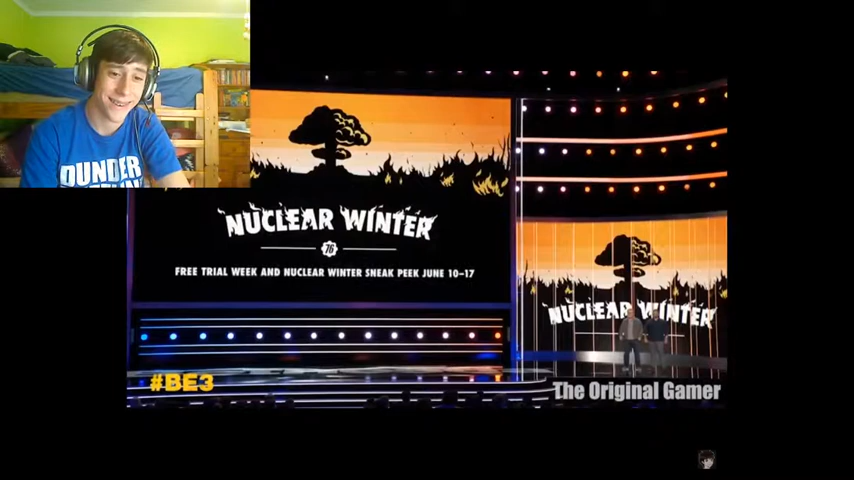 DUNDER
NUCLEAR WINTER
76
FREE TRIAL WEEK AND NUCLEAR WINTER SNEAK PEEK JUNE 10–17
NUCLEAR WINTER
#BE3
The Original Gamer